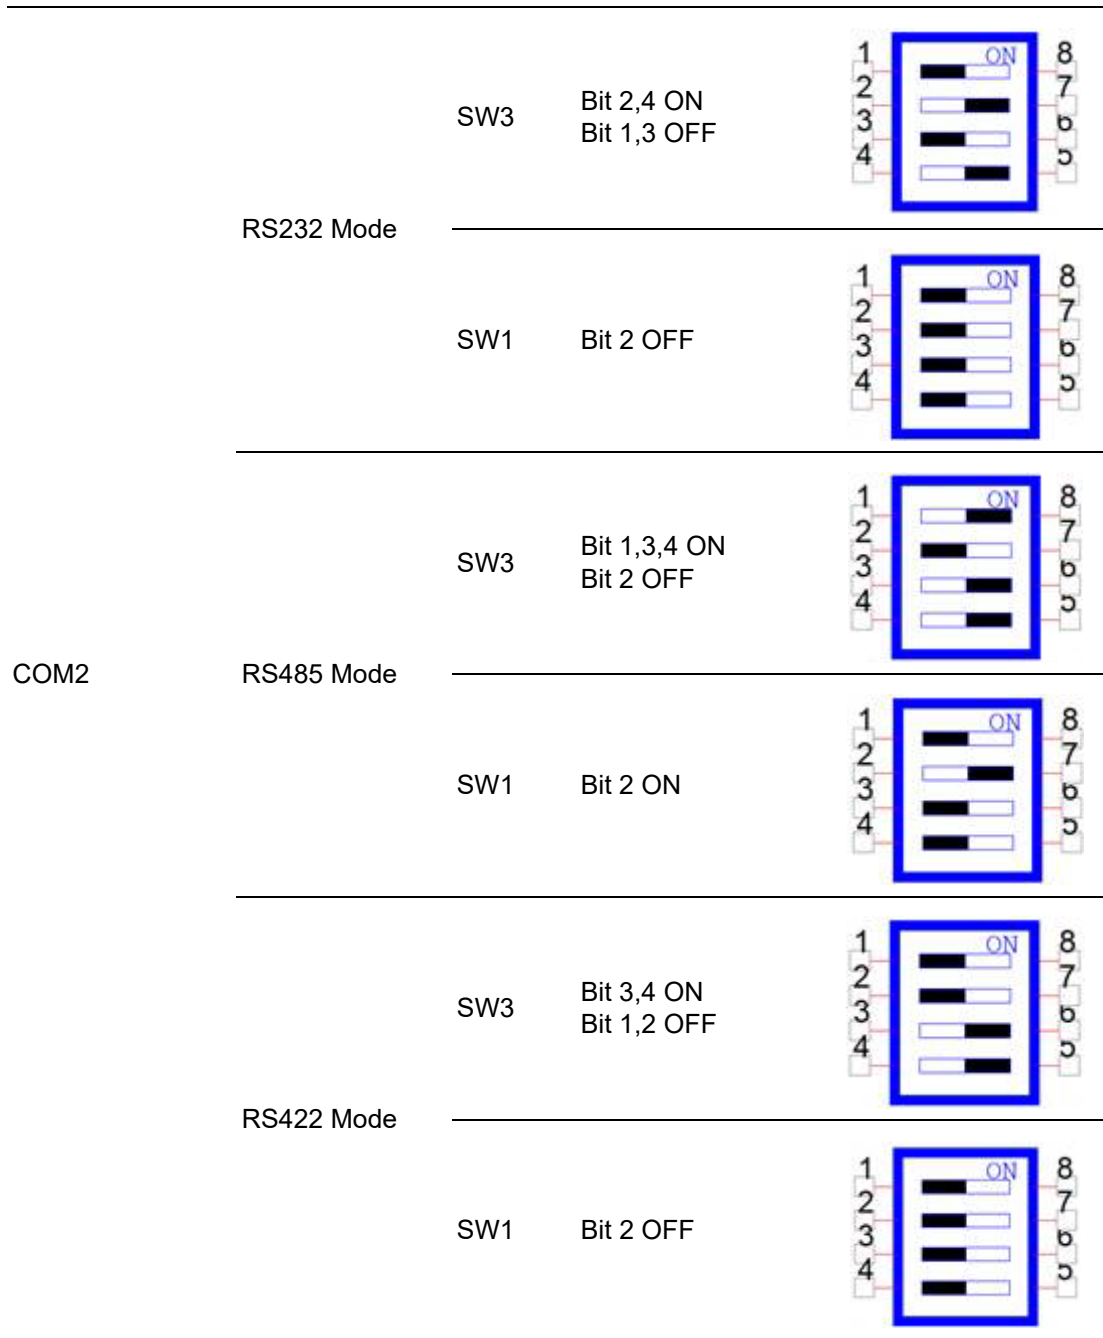 SW3
Bit 2,4 ON
Bit 1,3 OFF
1
2
3
4
ON
8
7
6
5
RS232 Mode
SW1
Bit 2 OFF
1
2
3
4
ON
8
7
6
5
SW3
Bit 1,3,4 ON
Bit 2 OFF
1
2
3
4
ON
8
7
6
5
COM2
RS485 Mode
SW1
Bit 2 ON
1
2
3
4
ON
8
7
6
5
SW3
Bit 3,4 ON
Bit 1,2 OFF
1
2
3
4
ON
8
7
6
5
RS422 Mode
SW1
Bit 2 OFF
1
2
3
4
ON
8
7
6
5